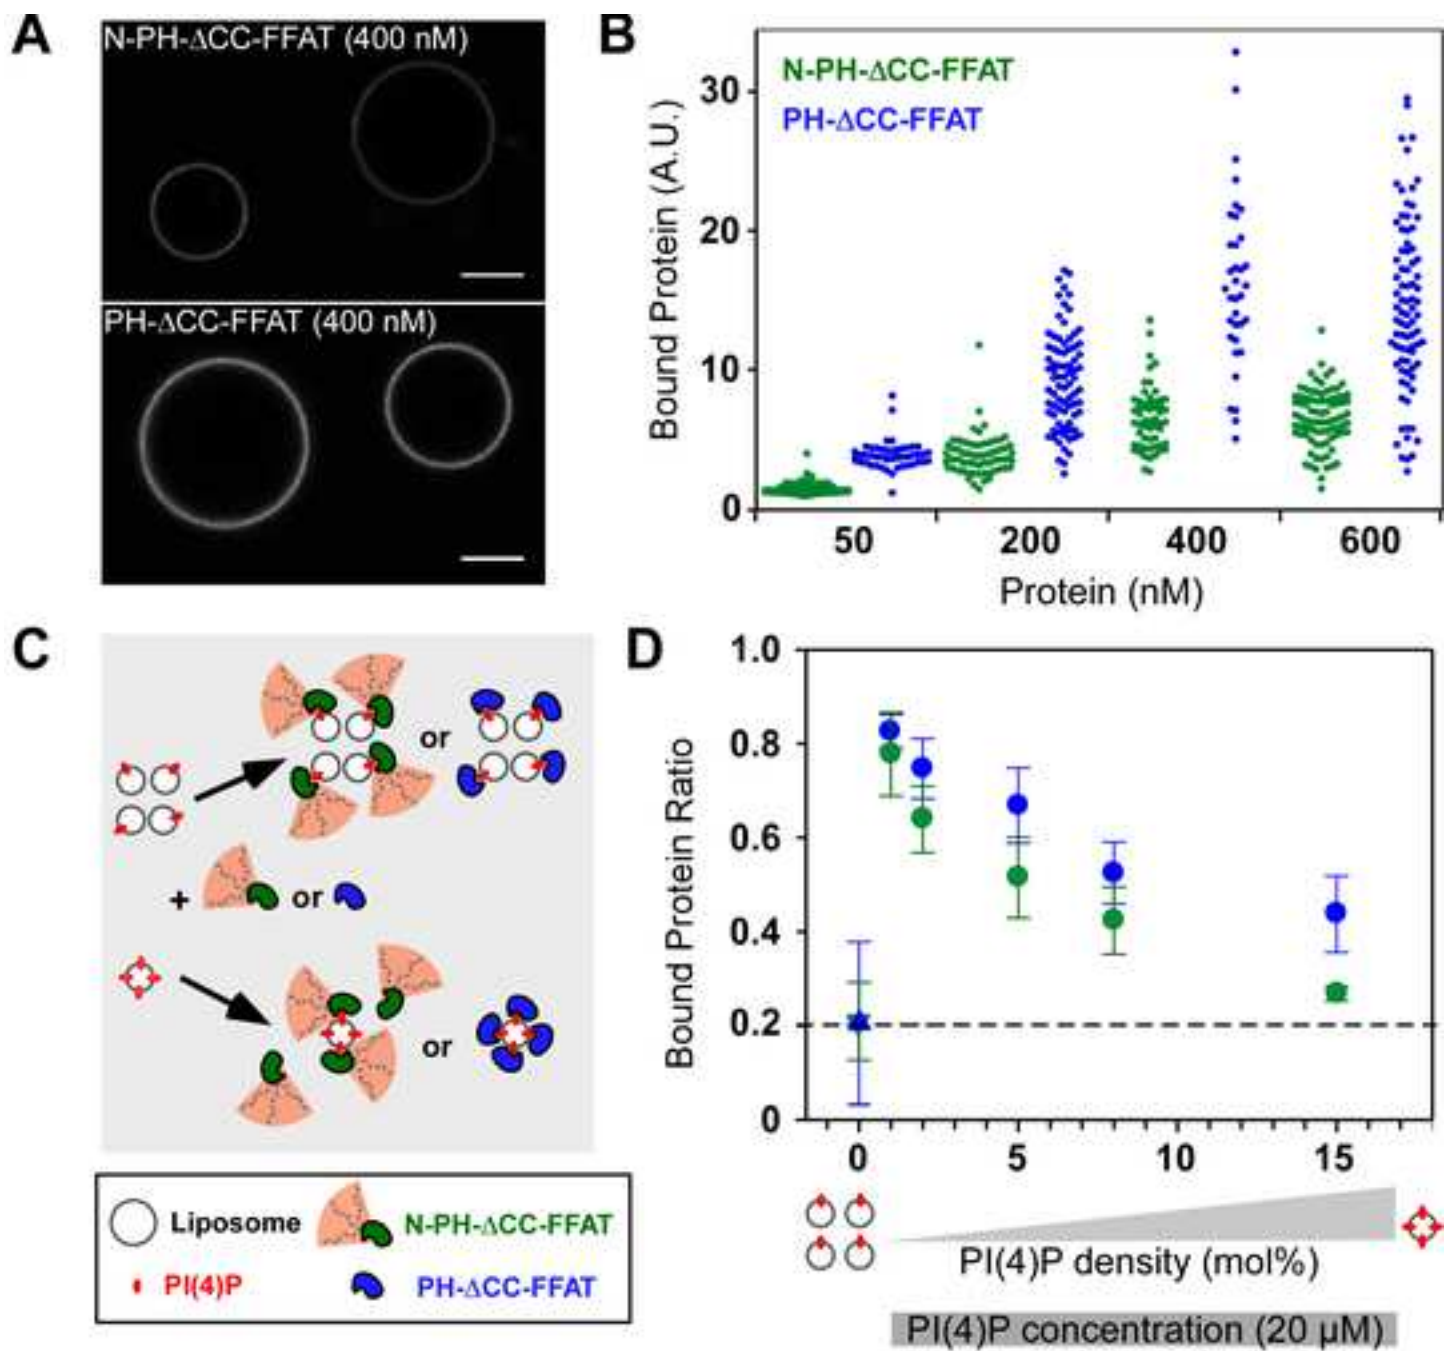 A
N-PH-ΔCC-FFAT (400 nM)
PH-ΔCC-FFAT (400 nM)
B
N-PH-ΔCC-FFAT
PH-ΔCC-FFAT
Bound Protein (A.U.)
30
20
10
0
50 200 400 600
Protein (nM)
C
or
+ or
or
Liposome
N-PH-ΔCC-FFAT
PI(4)P
PH-ΔCC-FFAT
D
Bound Protein Ratio
1.0
0.8
0.6
0.4
0.2
0
0 5 10 15
PI(4)P density (mol%)
PI(4)P concentration (20 µM)